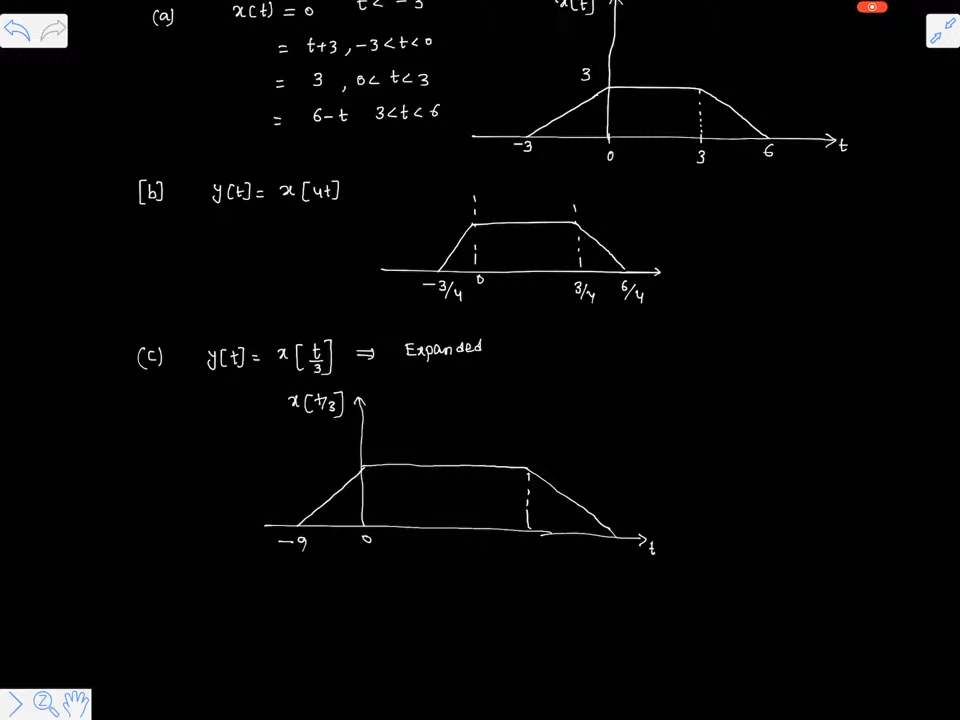 (a) x(t) = 0 t < -3
= t+3 , -3<t<0
= 3 , 0< t<3
= 6-t 3<t<6
x[t]
3
-3 0 3 6 t
[b] y[t] = x [4t]
-3/4 0 3/4 6/4
(c) y[t] = x [t/3] ⇒ Expanded
x[t/3]
-9 0 t
Z